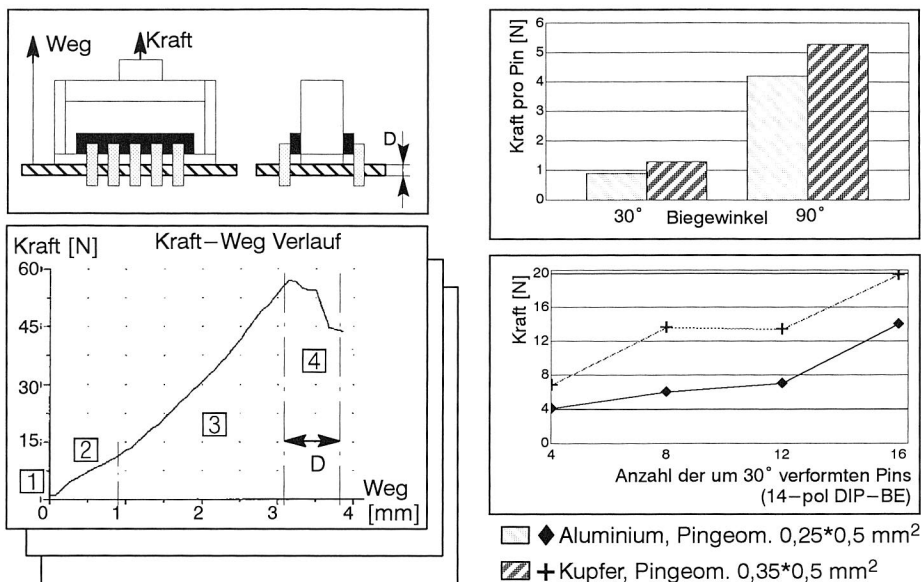 Weg
Kraft
D
Kraft [N]
Kraft-Weg Verlauf
60
45
30
15
1
2
3
4
D
Weg
[mm]
0
1
2
3
4
Kraft pro Pin [N]
6
5
4
3
2
1
0
30°
Biegewinkel
90°
Kraft [N]
20
16
12
8
4
0
4
8
12
16
Anzahl der um 30° verformten Pins
(14-pol DIP-BE)
Aluminium, Pingeom. 0,25*0,5 mm²
Kupfer, Pingeom. 0,35*0,5 mm²